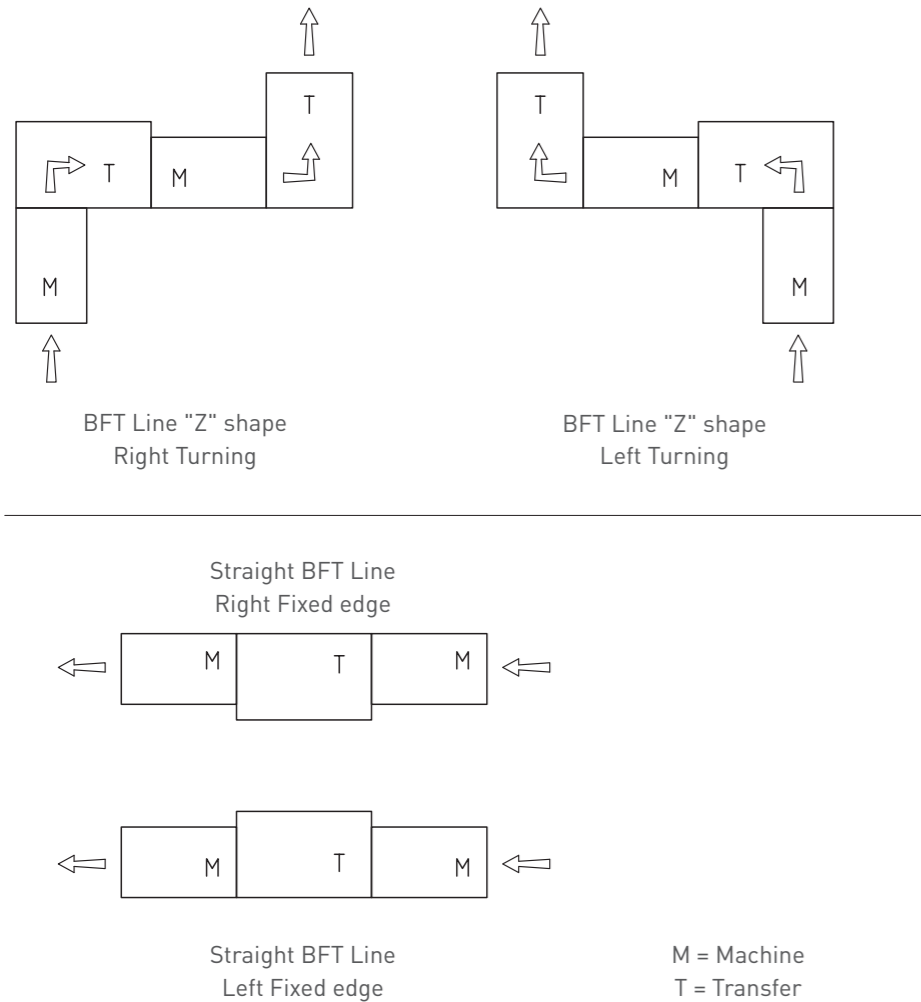 T
T
T
M
M
T
M
M
BFT Line "Z" shape
Right Turning
BFT Line "Z" shape
Left Turning
Straight BFT Line
Right Fixed edge
M
T
M
M
T
M
Straight BFT Line
Left Fixed edge
M = Machine
T = Transfer